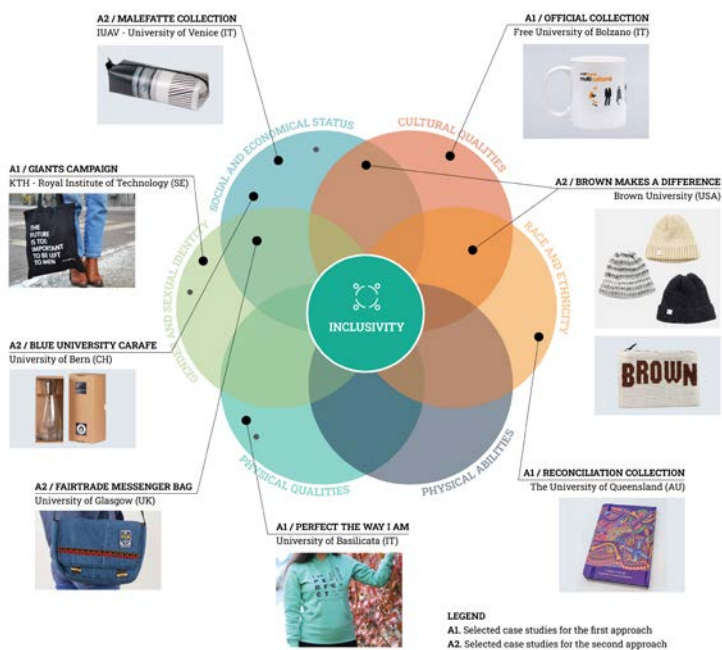 A2 / MALEFATTE COLLECTION
IUAV - University of Venice (IT)
A1 / OFFICIAL COLLECTION
Free University of Bolzano (IT)
SOCIAL AND ECONOMICAL STATUS
CULTURAL QUALITIES
A1 / GIANTS CAMPAIGN
KTH - Royal Institute of Technology (SE)
THE
FUTURE
IS TOO
IMPORTANT
TO BE LEFT
TO MEN
A2 / BROWN MAKES A DIFFERENCE
Brown University (USA)
GENDER AND SEXUAL IDENTITY
RACE AND ETHNICITY
INCLUSIVITY
A2 / BLUE UNIVERSITY CARAFE
University of Bern (CH)
BROWN
PHYSICAL QUALITIES
PHYSICAL ABILITIES
A2 / FAIRTRADE MESSENGER BAG
University of Glasgow (UK)
A1 / RECONCILIATION COLLECTION
The University of Queensland (AU)
A1 / PERFECT THE WAY I AM
University of Basilicata (IT)
LEGEND
A1. Selected case studies for the first approach
A2. Selected case studies for the second approach